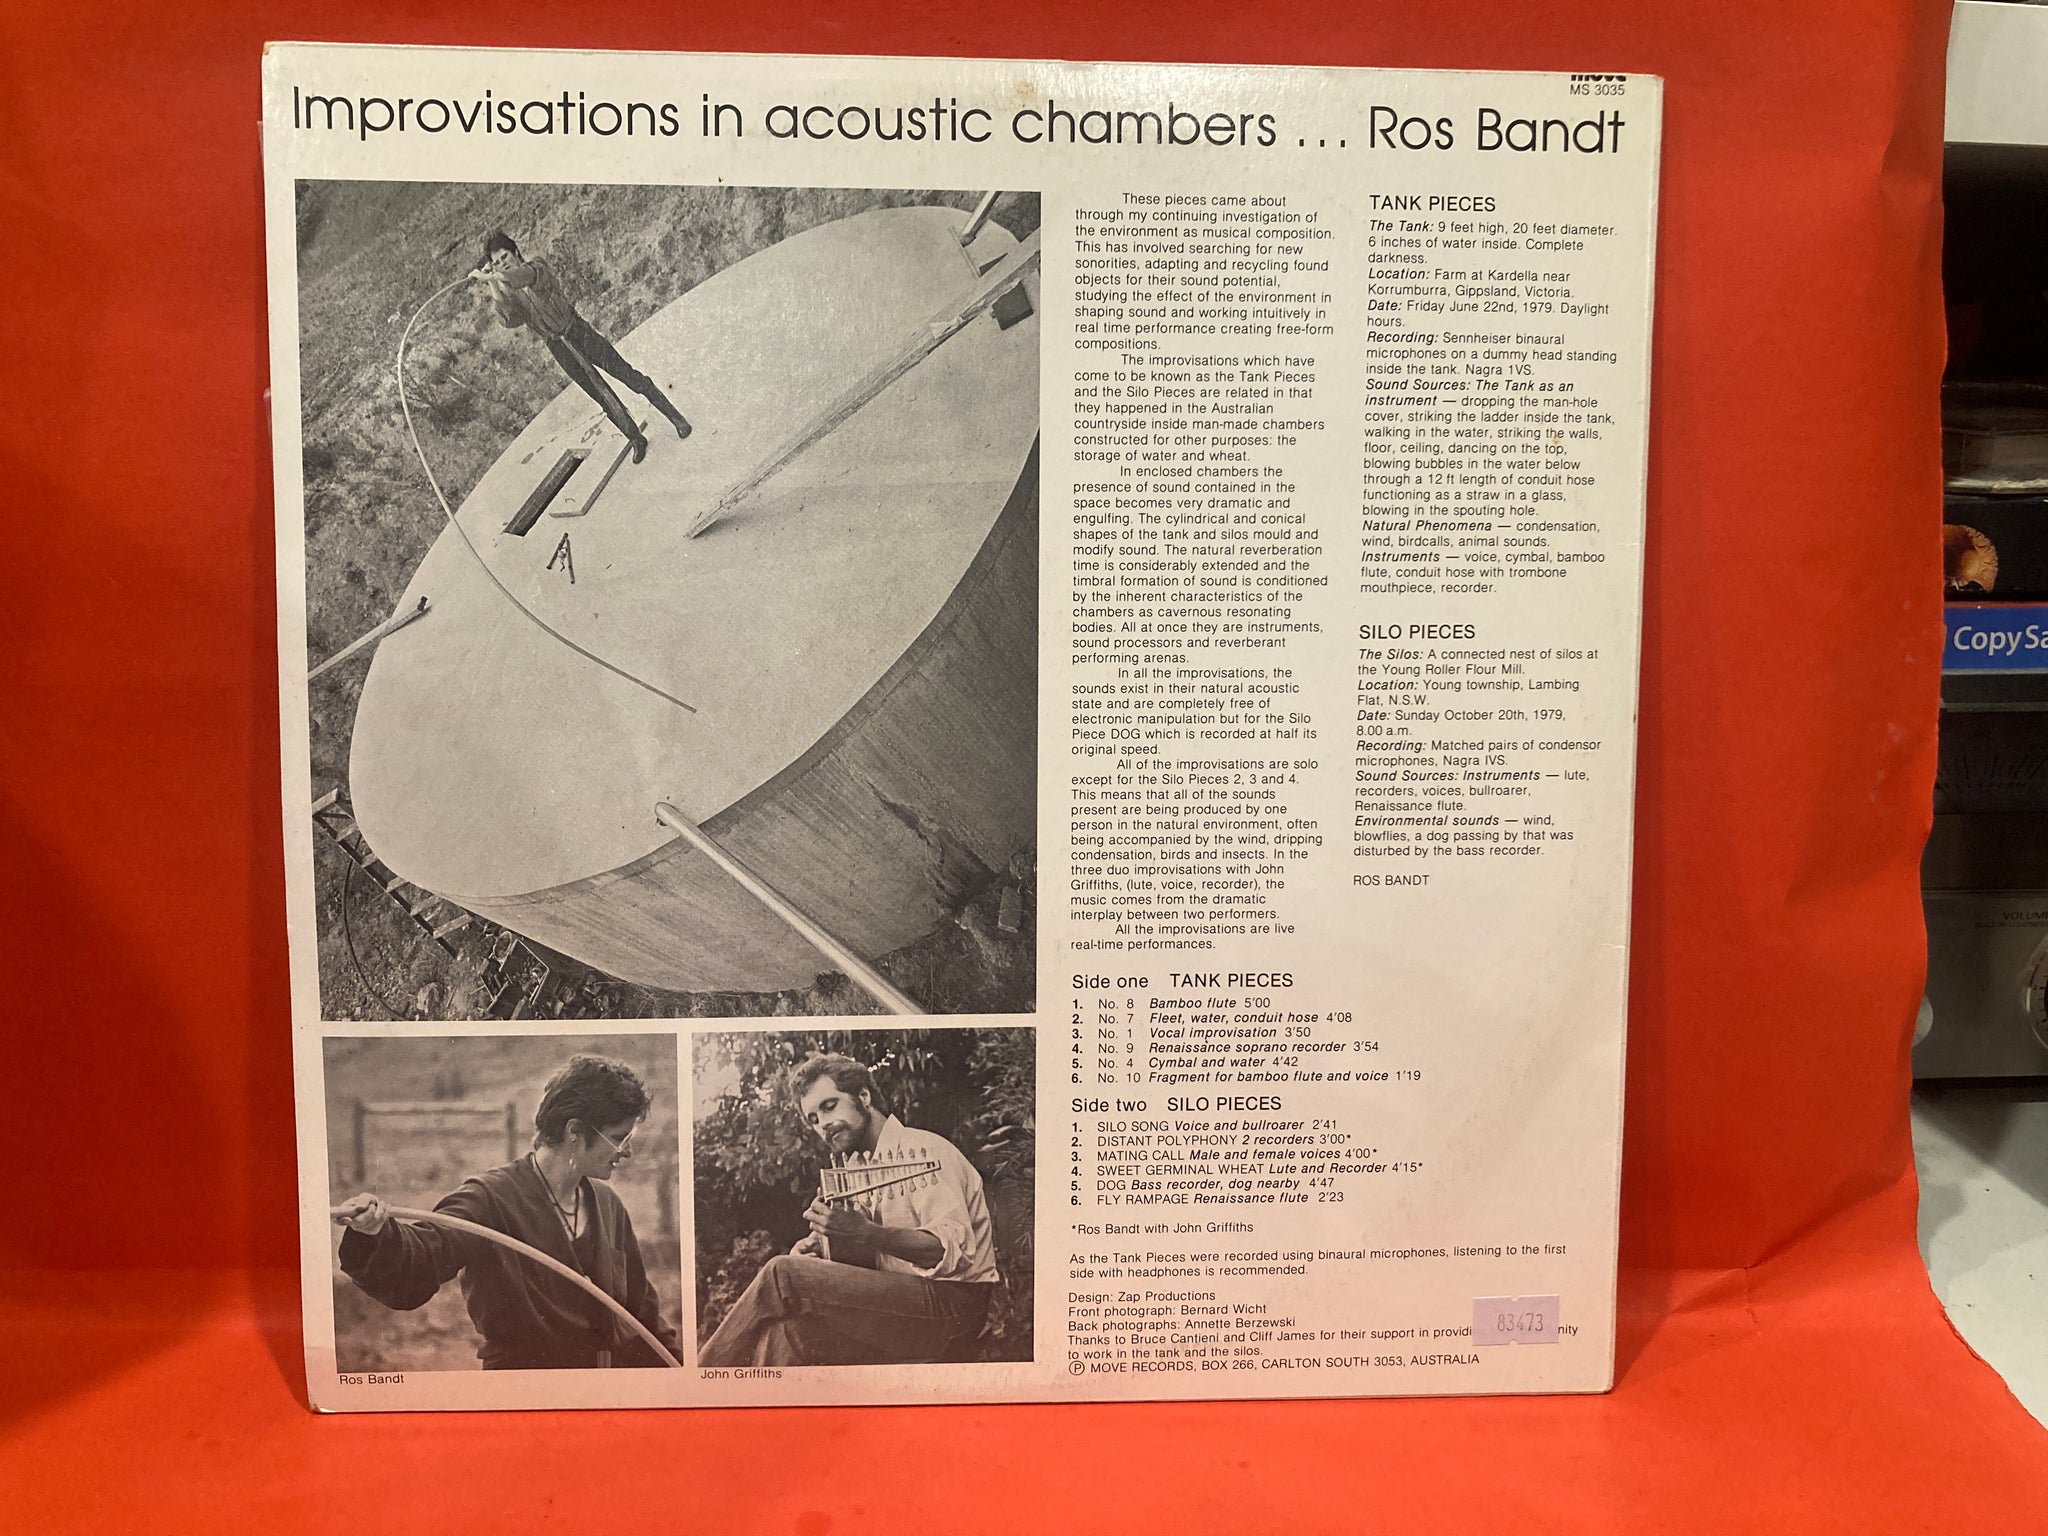 move
MS 3035
Improvisations in acoustic chambers ... Ros Bandt
These pieces came about
through my continuing investigation of
the environment as musical composition.
This has involved searching for new
sonorities, adapting and recycling found
objects for their sound potential,
studying the effect of the environment in
shaping sound and working intuitively in
real time performance creating free-form
compositions.
The improvisations which have
come to be known as the Tank Pieces
and the Silo Pieces are related in that
they happened in the Australian
countryside inside man-made chambers
constructed for other purposes: the
storage of water and wheat.
In enclosed chambers the
presence of sound contained in the
space becomes very dramatic and
engulfing. The cylindrical and conical
shapes of the tank and silos mould and
modify sound. The natural reverberation
time is considerably extended and the
timbral formation of sound is conditioned
by the inherent characteristics of the
chambers as cavernous resonating
bodies. All at once they are instruments,
sound processors and reverberant
performing arenas.
In all the improvisations, the
sounds exist in their natural acoustic
state and are completely free of
electronic manipulation but for the Silo
Piece DOG which is recorded at half its
original speed.
All of the improvisations are solo
except for the Silo Pieces 2, 3 and 4.
This means that all of the sounds
present are being produced by one
person in the natural environment, often
being accompanied by the wind, dripping
condensation, birds and insects. In the
three duo improvisations with John
Griffiths, (lute, voice, recorder), the
music comes from the dramatic
interplay between two performers.
All the improvisations are live
real-time performances.
TANK PIECES
The Tank: 9 feet high, 20 feet diameter.
6 inches of water inside. Complete
darkness.
Location: Farm at Kardella near
Korrumburra, Gippsland, Victoria.
Date: Friday June 22nd, 1979. Daylight
hours.
Recording: Sennheiser binaural
microphones on a dummy head standing
inside the tank. Nagra 1VS.
Sound Sources: The Tank as an
instrument — dropping the man-hole
cover, striking the ladder inside the tank,
walking in the water, striking the walls,
floor, ceiling, dancing on the top,
blowing bubbles in the water below
through a 12 ft length of conduit hose
functioning as a straw in a glass,
blowing in the spouting hole.
Natural Phenomena — condensation,
wind, birdcalls, animal sounds.
Instruments — voice, cymbal, bamboo
flute, conduit hose with trombone
mouthpiece, recorder.
SILO PIECES
The Silos: A connected nest of silos at
the Young Roller Flour Mill.
Location: Young township, Lambing
Flat, N.S.W.
Date: Sunday October 20th, 1979,
8.00 a.m.
Recording: Matched pairs of condensor
microphones, Nagra IVS.
Sound Sources: Instruments — lute,
recorders, voices, bullroarer,
Renaissance flute.
Environmental sounds — wind,
blowflies, a dog passing by that was
disturbed by the bass recorder.
ROS BANDT
Side one TANK PIECES
1. No. 8 Bamboo flute 5'00
2. No. 7 Fleet, water, conduit hose 4'08
3. No. 1 Vocal improvisation 3'50
4. No. 9 Renaissance soprano recorder 3'54
5. No. 4 Cymbal and water 4'42
6. No. 10 Fragment for bamboo flute and voice 1'19
Side two SILO PIECES
1. SILO SONG Voice and bullroarer 2'41
2. DISTANT POLYPHONY 2 recorders 3'00*
3. MATING CALL Male and female voices 4'00*
4. SWEET GERMINAL WHEAT Lute and Recorder 4'15*
5. DOG Bass recorder, dog nearby 4'47
6. FLY RAMPAGE Renaissance flute 2'23
*Ros Bandt with John Griffiths
As the Tank Pieces were recorded using binaural microphones, listening to the first
side with headphones is recommended.
Design: Zap Productions
Front photograph: Bernard Wicht
Back photographs: Annette Berzewski
Thanks to Bruce Cantieni and Cliff James for their support in providi nity
to work in the tank and the silos.
Ⓟ MOVE RECORDS, BOX 266, CARLTON SOUTH 3053, AUSTRALIA
83473
Ros Bandt
John Griffiths
CopySa
VOLUM